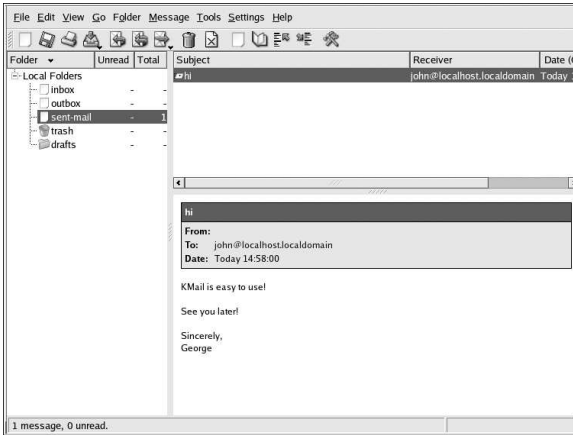 File Edit View Go Folder Message Tools Settings Help
Folder Unread Total
Local Folders
inbox - -
outbox - -
sent-mail - 1
trash - -
drafts - -
Subject Receiver Date (
hi john@localhost.localdomain Today
hi
From:
To: john@localhost.localdomain
Date: Today 14:58:00
KMail is easy to use!
See you later!
Sincerely,
George
1 message, 0 unread.